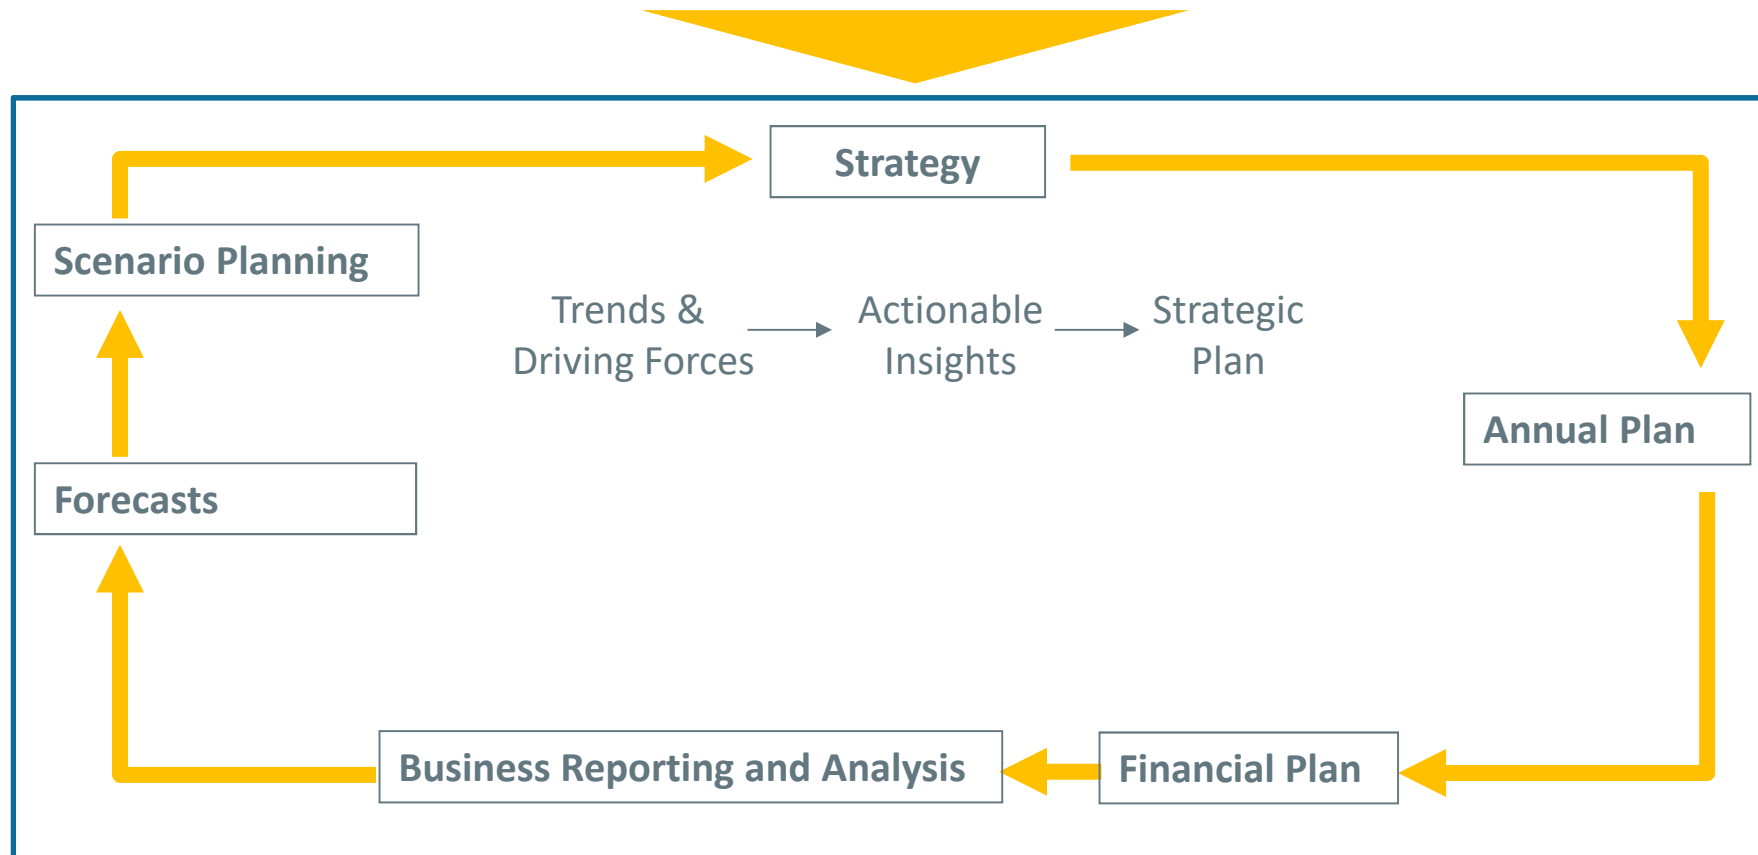 Strategy
Scenario Planning
Trends &
Driving Forces
Actionable
Insights
Strategic
Plan
Annual Plan
Forecasts
Business Reporting and Analysis
Financial Plan